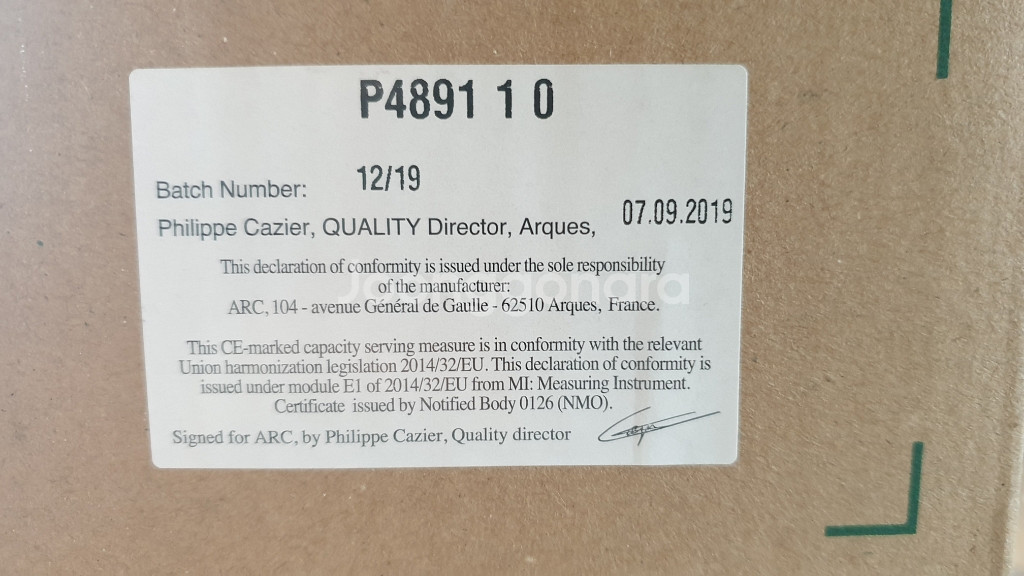 P4891 1 0
Batch Number: 12/19
Philippe Cazier, QUALITY Director, Arques, 07.09.2019
This declaration of conformity is issued under the sole responsibility
of the manufacturer:
ARC, 104 - avenue Général de Gaulle - 62510 Arques, France.
This CE-marked capacity serving measure is in conformity with the relevant
Union harmonization legislation 2014/32/EU. This declaration of conformity is
issued under module E1 of 2014/32/EU from MI: Measuring Instrument.
Certificate issued by Notified Body 0126 (NMO).
Signed for ARC, by Philippe Cazier, Quality director